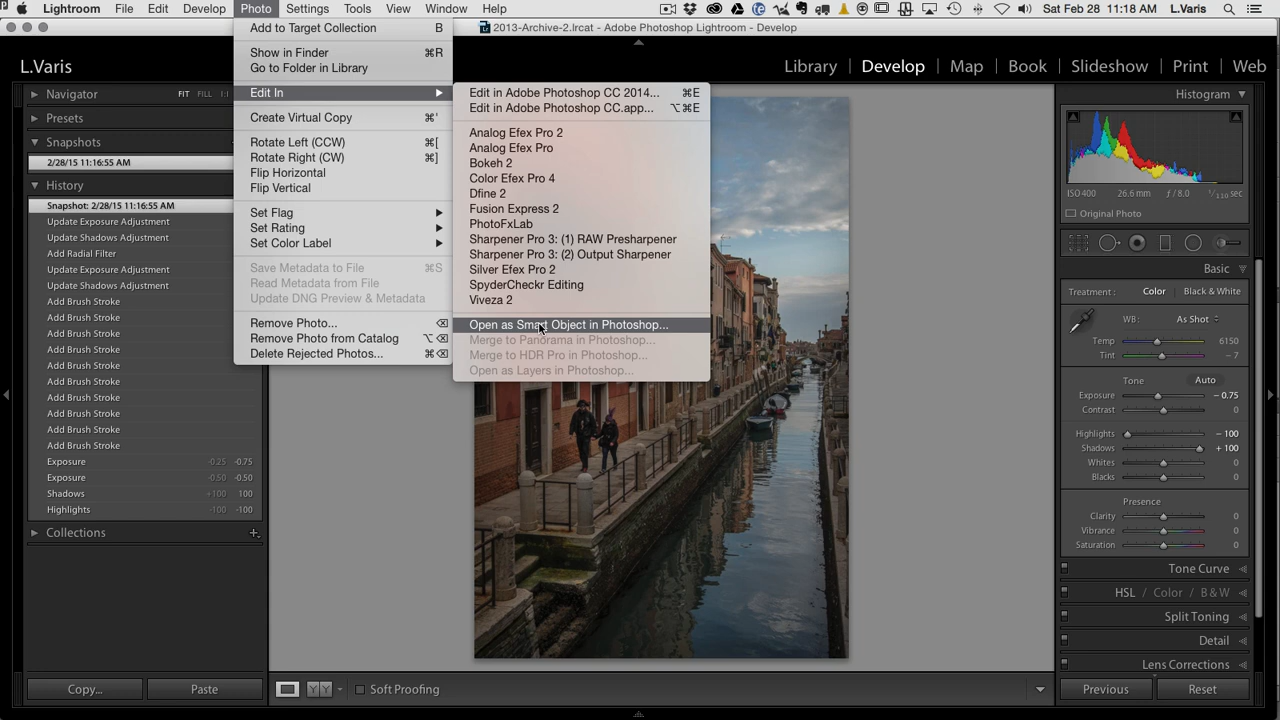 Lightroom File Edit Develop Photo Settings Tools View Window Help Sat Feb 28 11:18 AM L.Varis
2013-Archive-2.lrcat - Adobe Photoshop Lightroom - Develop
L.Varis
Library | Develop | Map | Book | Slideshow | Print | Web
Navigator FIT FILL 1:1
Presets
Snapshots
2/28/15 11:16:55 AM
History
Snapshot: 2/28/15 11:16:55 AM
Update Exposure Adjustment
Update Shadows Adjustment
Add Radial Filter
Update Exposure Adjustment
Update Shadows Adjustment
Add Brush Stroke
Add Brush Stroke
Add Brush Stroke
Add Brush Stroke
Add Brush Stroke
Add Brush Stroke
Add Brush Stroke
Add Brush Stroke
Add Brush Stroke
Add Brush Stroke
Exposure -0.25 -0.75
Exposure -0.50 -0.50
Shadows +100 100
Highlights -100 -100
Collections
Copy... Paste
Add to Target Collection B
Show in Finder ⌘R
Go to Folder in Library
Edit In
Create Virtual Copy ⌘'
Rotate Left (CCW) ⌘[
Rotate Right (CW) ⌘]
Flip Horizontal
Flip Vertical
Set Flag
Set Rating
Set Color Label
Save Metadata to File ⌘S
Read Metadata from File
Update DNG Preview & Metadata
Remove Photo... ⌫
Remove Photo from Catalog ⌥⌫
Delete Rejected Photos... ⌘⌫
Edit in Adobe Photoshop CC 2014... ⌘E
Edit in Adobe Photoshop CC.app... ⌥⌘E
Analog Efex Pro 2
Analog Efex Pro
Bokeh 2
Color Efex Pro 4
Dfine 2
Fusion Express 2
PhotoFxLab
Sharpener Pro 3: (1) RAW Presharpener
Sharpener Pro 3: (2) Output Sharpener
Silver Efex Pro 2
SpyderCheckr Editing
Viveza 2
Open as Smart Object in Photoshop...
Merge to Panorama in Photoshop...
Merge to HDR Pro in Photoshop...
Open as Layers in Photoshop...
YY Soft Proofing
Histogram
ISO 400 26.6 mm ƒ / 8.0 1/110 sec
Original Photo
Basic
Treatment: Color Black & White
WB: As Shot
Temp 6150
Tint - 7
Tone Auto
Exposure - 0.75
Contrast 0
Highlights - 100
Shadows + 100
Whites 0
Blacks 0
Presence
Clarity 0
Vibrance 0
Saturation 0
Tone Curve
HSL / Color / B & W
Split Toning
Detail
Lens Corrections
Previous Reset